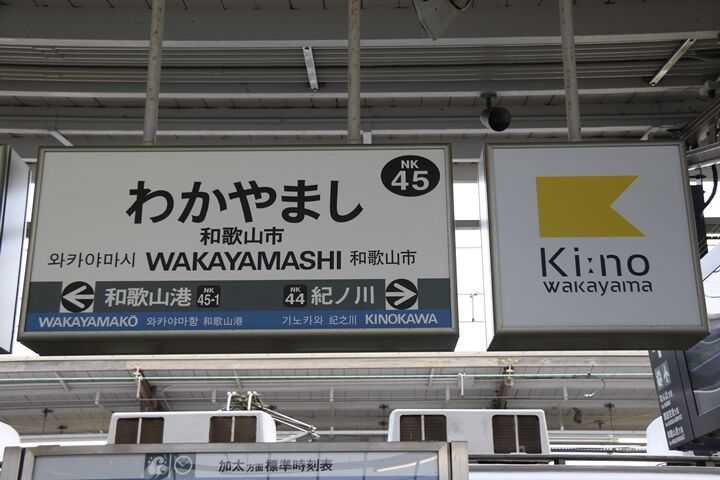 NK
45
わかやまし
和歌山市
와카야마시 WAKAYAMASHI 和歌山市
和歌山港 NK 45-1 NK 44 紀ノ川
WAKAYAMAKŌ 와카야마항 和歌山港 기노카와 紀之川 KINOKAWA
Ki:no
wakayama
加太方面標準時刻表